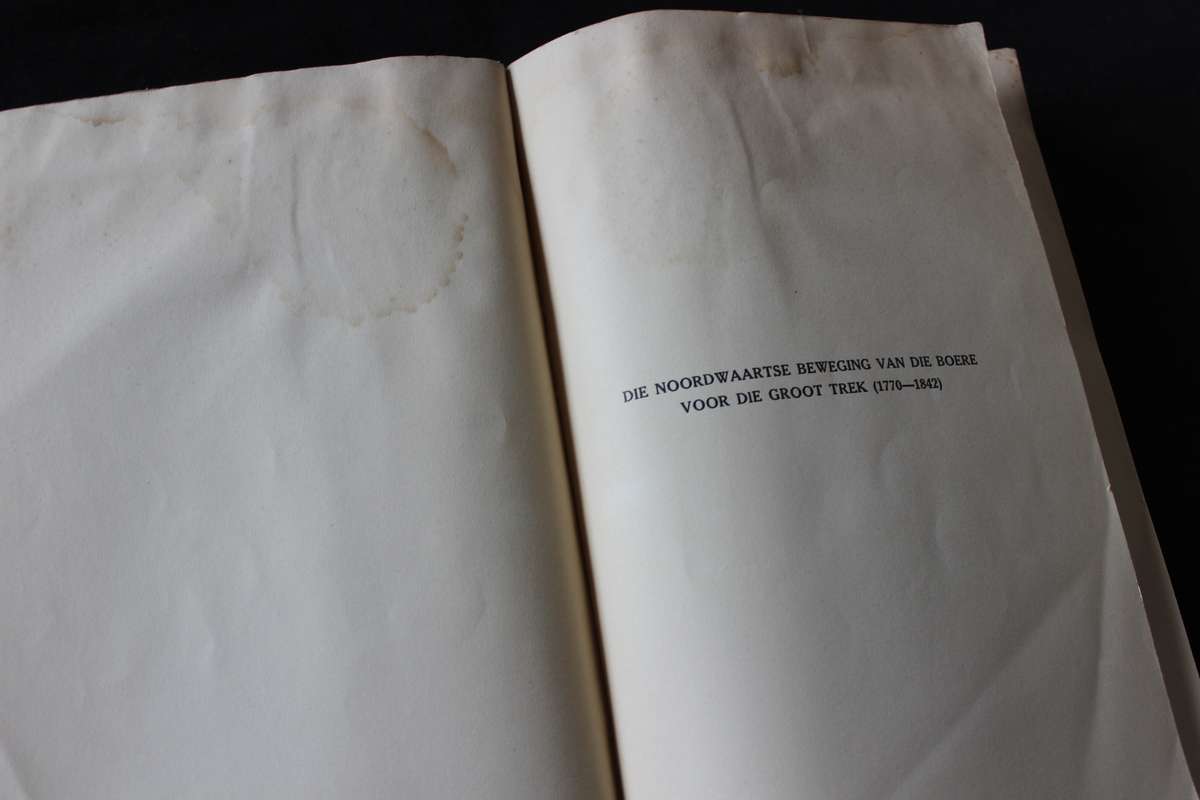 DIE NOORDWAARTSE BEWEGING VAN DIE BOERE
VOOR DIE GROOT TREK (1770—1842)